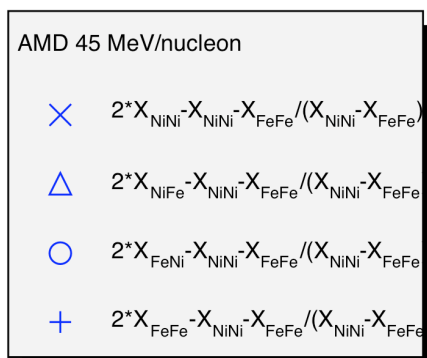 AMD 45 MeV/nucleon
2*X_NiNi-X_NiNi-X_FeFe/(X_NiNi-X_FeFe)
2*X_NiFe-X_NiNi-X_FeFe/(X_NiNi-X_FeFe
2*X_FeNi-X_NiNi-X_FeFe/(X_NiNi-X_FeFe
2*X_FeFe-X_NiNi-X_FeFe/(X_NiNi-X_FeFe